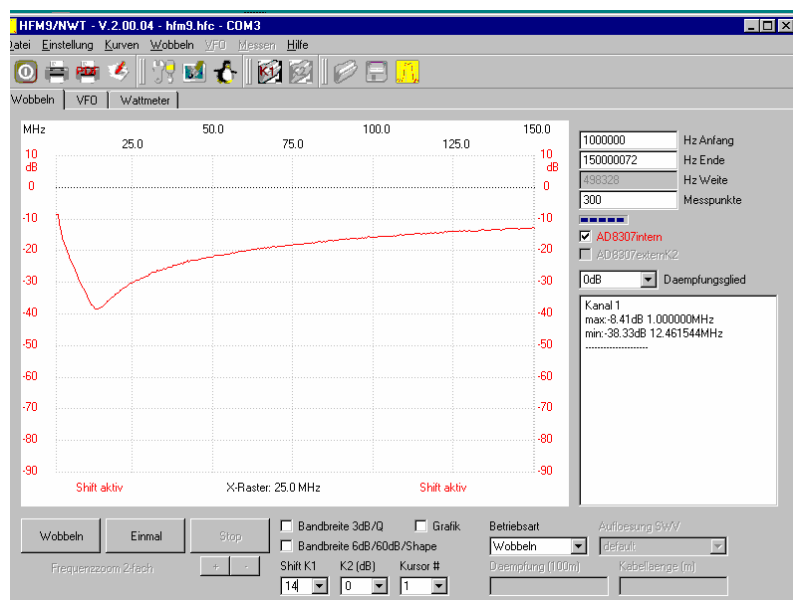 HFM9/NWT - V.2.00.04 - hfm9.hfc - COM3
Datei Einstellung Kurven Wobbeln VFO Messen Hilfe
PDF K1 K2
Wobbeln VFO Wattmeter
MHz 50.0 100.0 150.0
25.0 75.0 125.0
10 10
dB dB
0 0
-10 -10
-20 -20
-30 -30
-40 -40
-50 -50
-60 -60
-70 -70
-80 -80
-90 -90
Shift aktiv X-Raster: 25.0 MHz Shift aktiv
1000000 Hz Anfang
150000072 Hz Ende
498328 Hz Weite
300 Messpunkte
AD8307intern
AD8307externK2
0dB Daempfungsglied
Kanal 1
max:-8.41dB 1.000000MHz
min:-38.33dB 12.461544MHz
---------------------
Wobbeln Einmal Stop
Frequenzzoom 2-fach + -
Bandbreite 3dB/Q Grafik
Bandbreite 6dB/60dB/Shape
Shift K1 K2 (dB) Kursor #
14 0 1
Betriebsart Aufloesung SWV
Wobbeln default
Daempfung (100m) Kabellaenge (m)